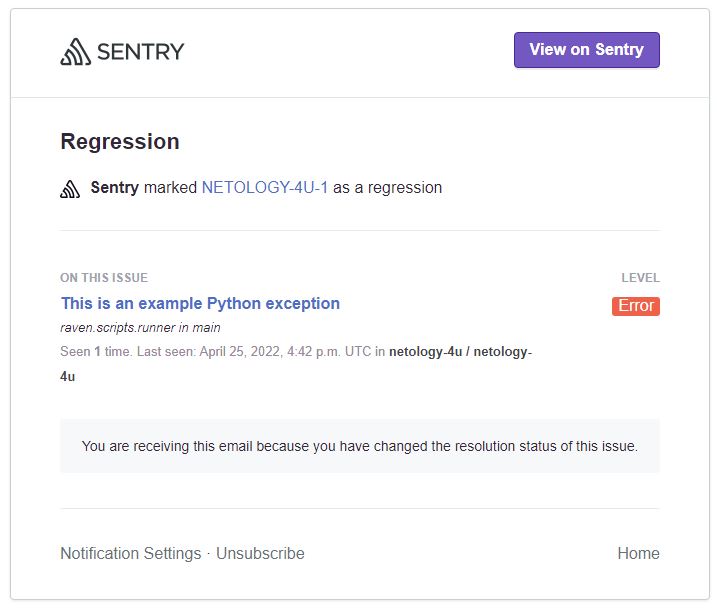 SENTRY
View on Sentry
Regression
Sentry marked NETOLOGY-4U-1 as a regression
ON THIS ISSUE
LEVEL
This is an example Python exception
Error
raven.scripts.runner in main
Seen 1 time. Last seen: April 25, 2022, 4:42 p.m. UTC in netology-4u / netology-
4u
You are receiving this email because you have changed the resolution status of this issue.
Notification Settings · Unsubscribe
Home